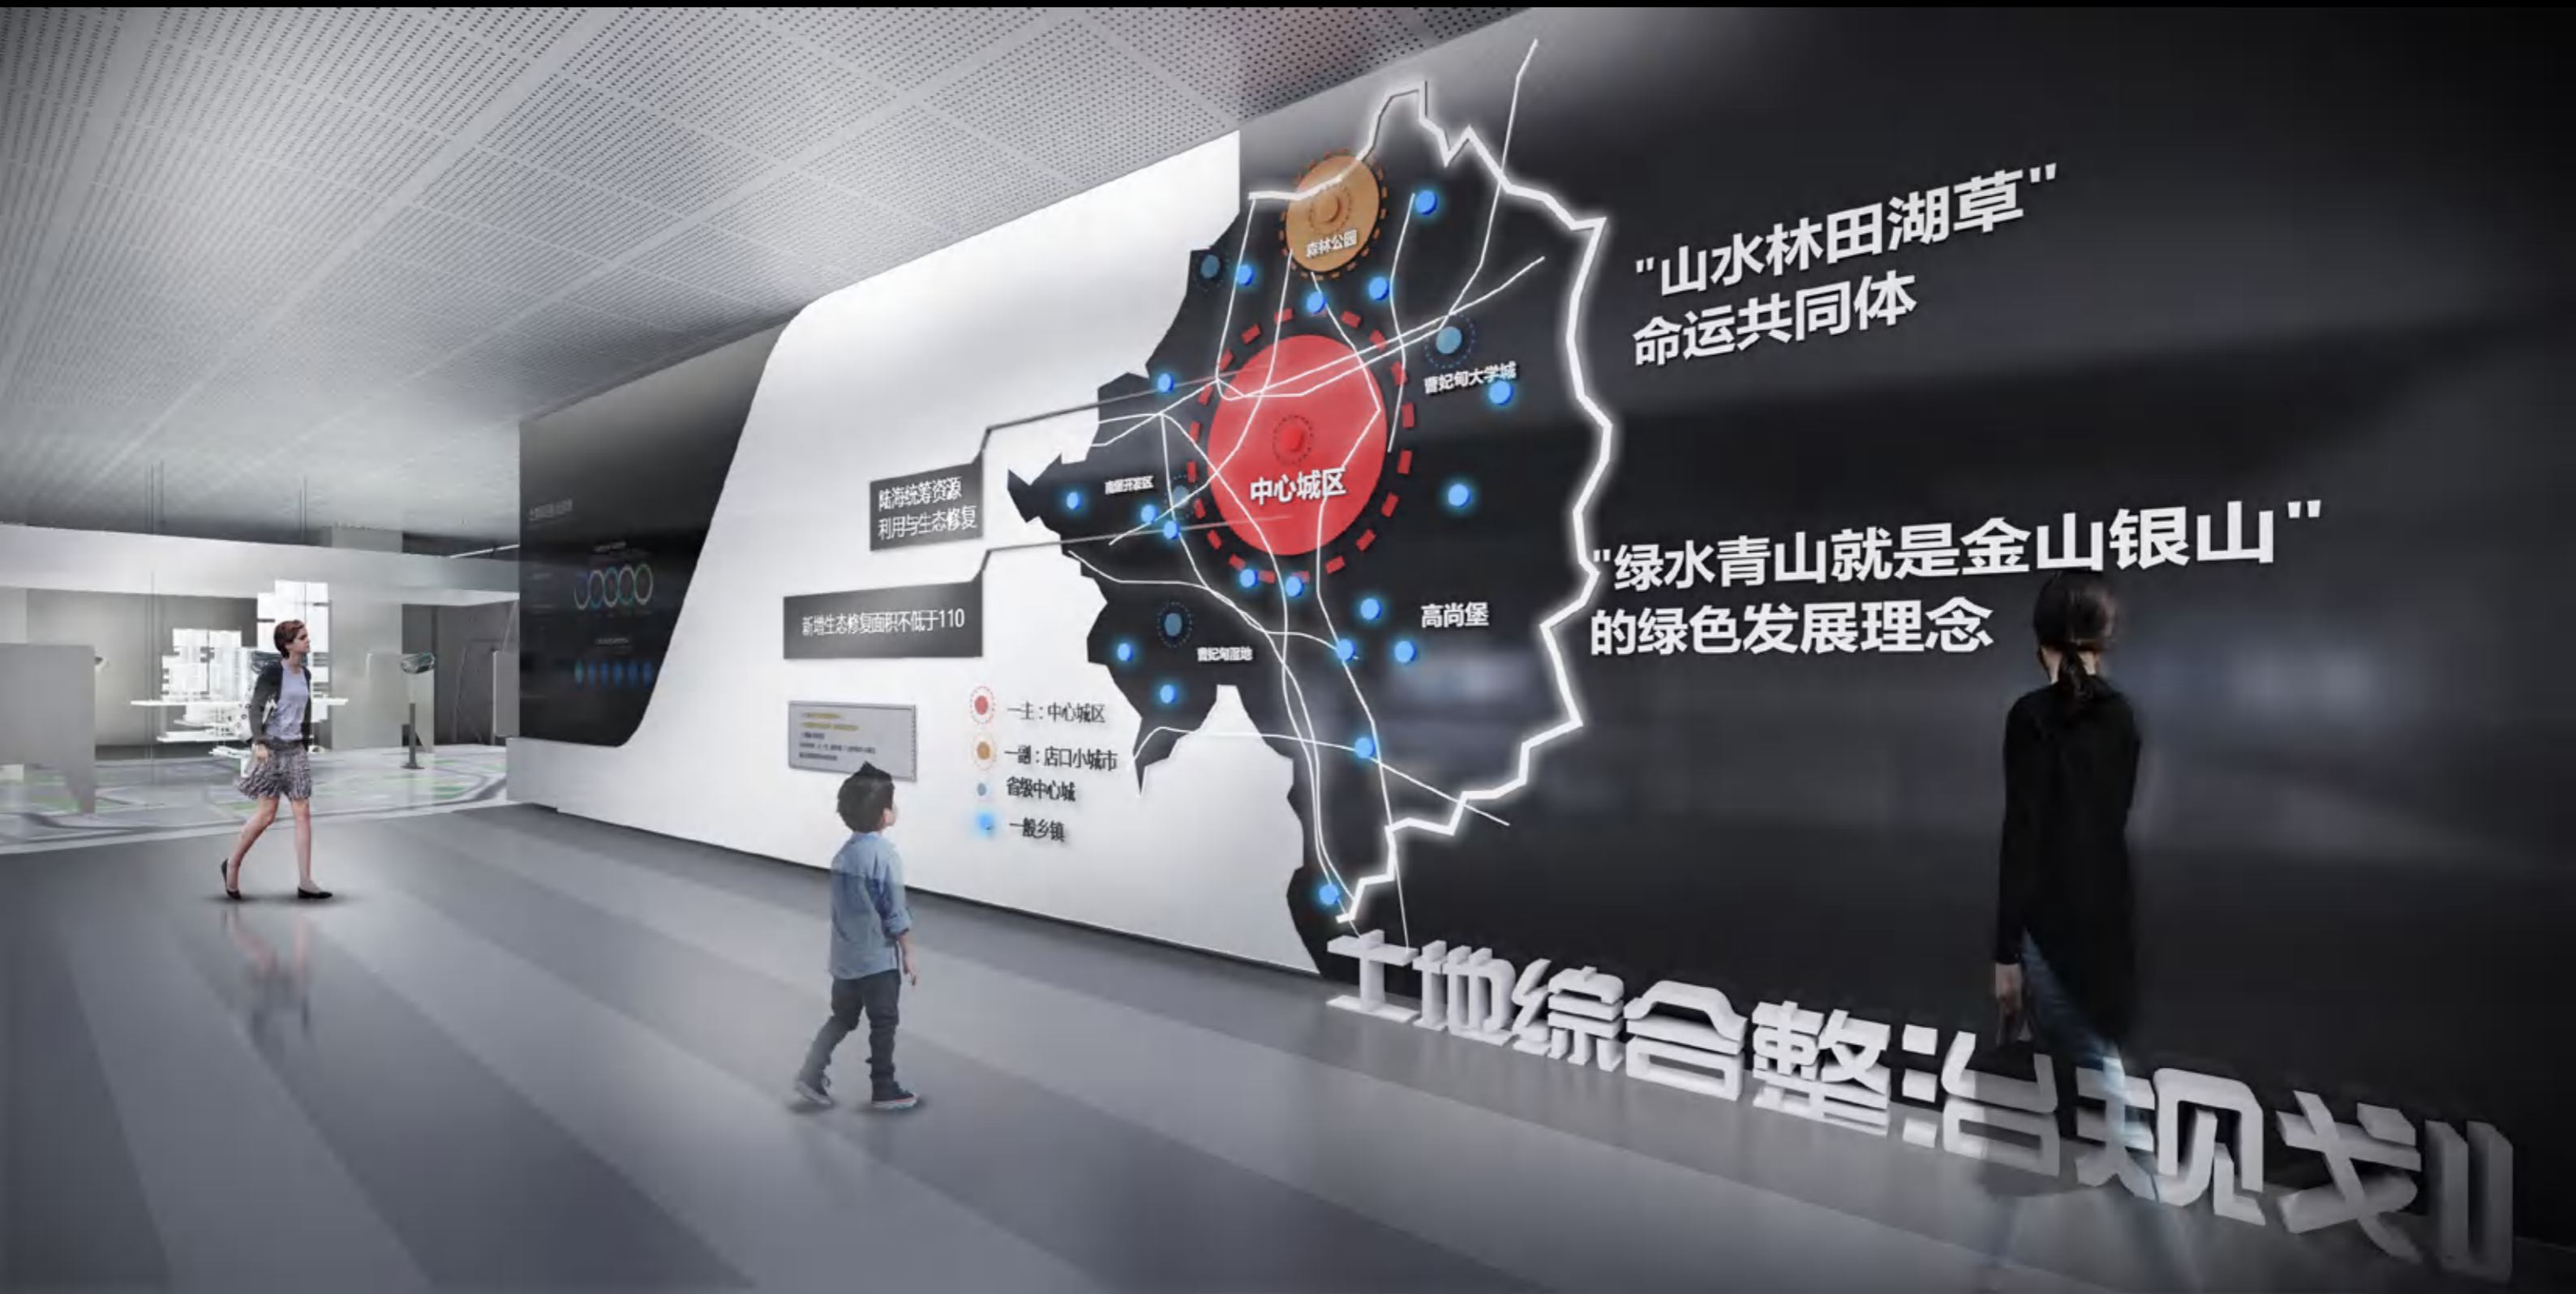 森林公园
曹妃甸大学城
中心城区
南堡开发区
陆海统筹资源
利用与生态修复
新增生态修复面积不低于110
高尚堡
曹妃甸湿地
一主：中心城区
一副：店口小城市
省级中心城
一般乡镇
"山水林田湖草"
命运共同体
"绿水青山就是金山银山"
的绿色发展理念
土地综合整治规划